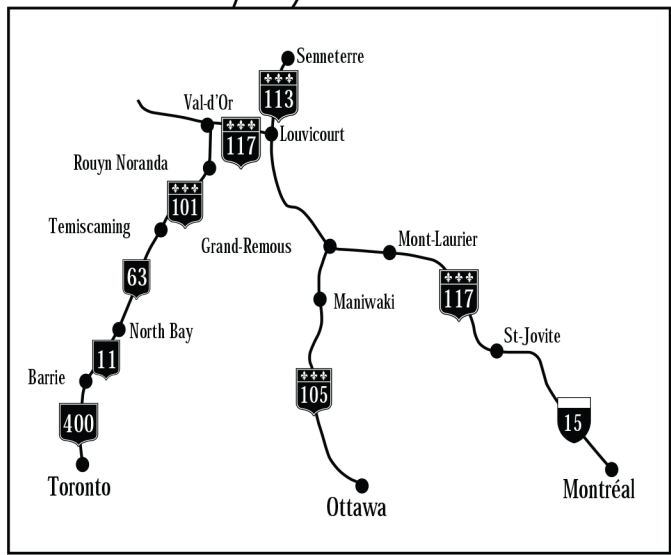 Senneterre
113
Val-d'Or
117
Louvicourt
Rouyn Noranda
101
Temiscaming
Grand-Remous
Mont-Laurier
63
117
Maniwaki
North Bay
St-Jovite
11
Barrie
105
400
15
Toronto
Montréal
Ottawa